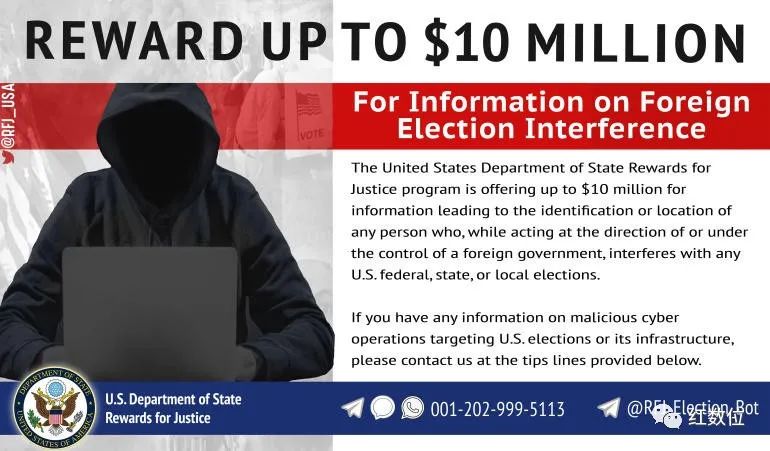 REWARD UP TO $10 MILLION
@RFJ_USA
VOTE
For Information on Foreign
Election Interference
The United States Department of State Rewards for
Justice program is offering up to $10 million for
information leading to the identification or location of
any person who, while acting at the direction of or under
the control of a foreign government, interferes with any
U.S. federal, state, or local elections.
If you have any information on malicious cyber
operations targeting U.S. elections or its infrastructure,
please contact us at the tips lines provided below.
DEPARTMENT OF STATE
UNITED STATES OF AMERICA
U.S. Department of State
Rewards for Justice
001-202-999-5113
@RFJ_Election_Bot
红数位